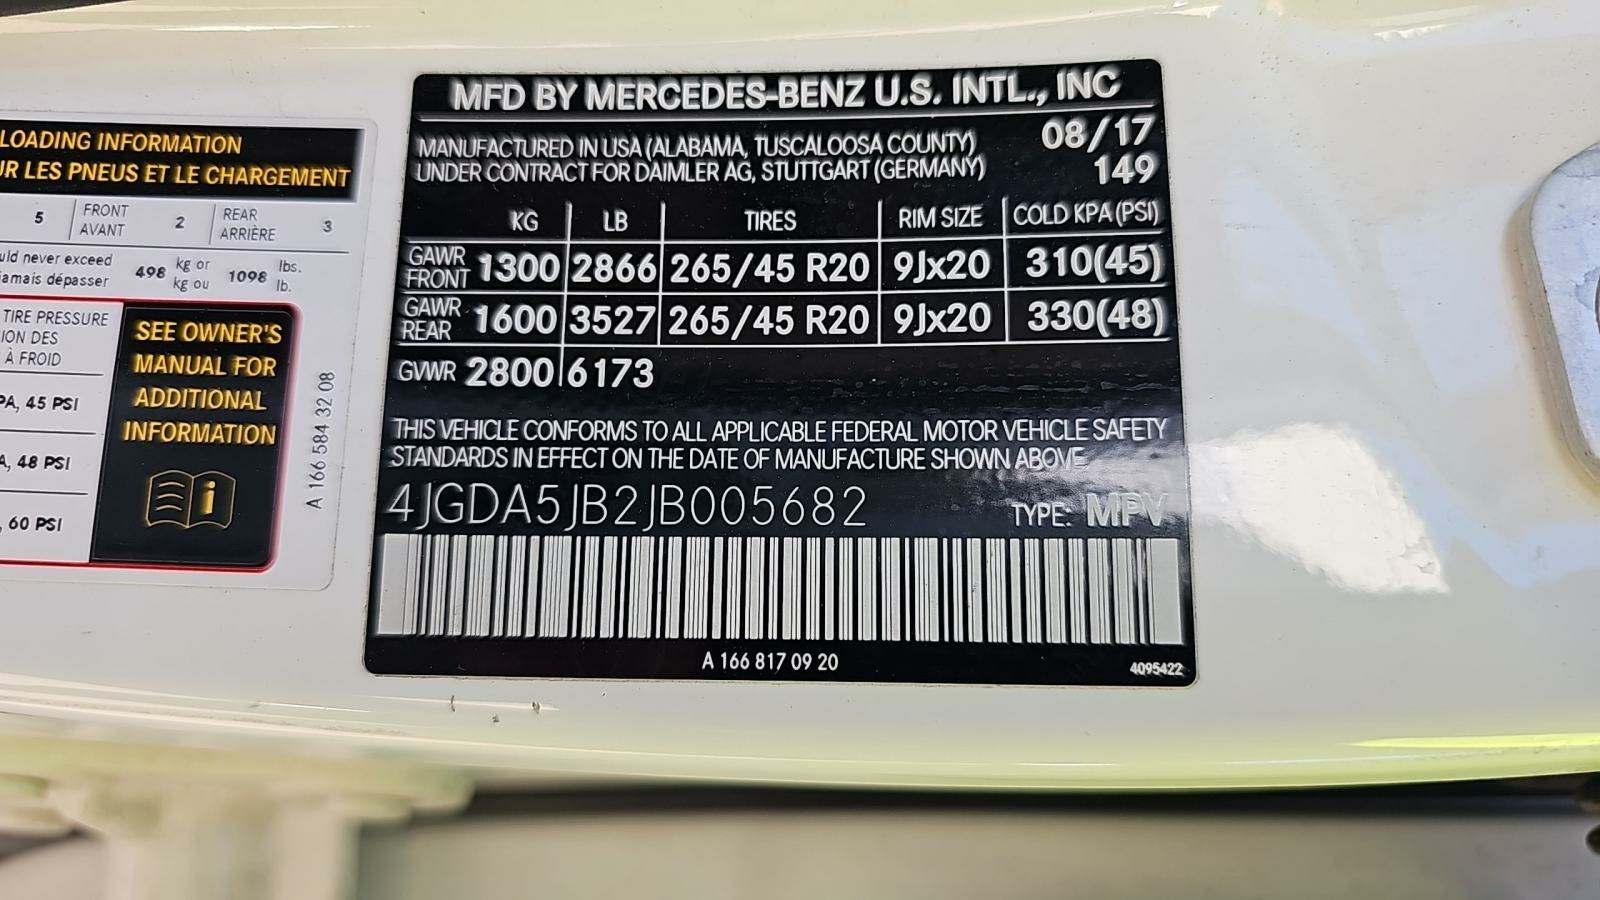 LOADING INFORMATION
UR LES PNEUS ET LE CHARGEMENT
5 FRONT AVANT 2 REAR ARRIÈRE 3
uld never exceed
jamais dépasser 498 kg or kg ou 1098 lbs. lb.
TIRE PRESSURE
ION DES
À FROID
PA, 45 PSI
A, 48 PSI
, 60 PSI
SEE OWNER'S
MANUAL FOR
ADDITIONAL
INFORMATION
A 166 584 32 08
MFD BY MERCEDES-BENZ U.S. INTL., INC
MANUFACTURED IN USA (ALABAMA, TUSCALOOSA COUNTY) 08/17
UNDER CONTRACT FOR DAIMLER AG, STUTTGART (GERMANY) 149
KG LB TIRES RIM SIZE COLD KPA (PSI)
GAWR FRONT 1300 2866 265/45 R20 9Jx20 310(45)
GAWR REAR 1600 3527 265/45 R20 9Jx20 330(48)
GVWR 2800 6173
THIS VEHICLE CONFORMS TO ALL APPLICABLE FEDERAL MOTOR VEHICLE SAFETY
STANDARDS IN EFFECT ON THE DATE OF MANUFACTURE SHOWN ABOVE
4JGDA5JB2JB005682 TYPE: MPV
A 166 817 09 20 4095422